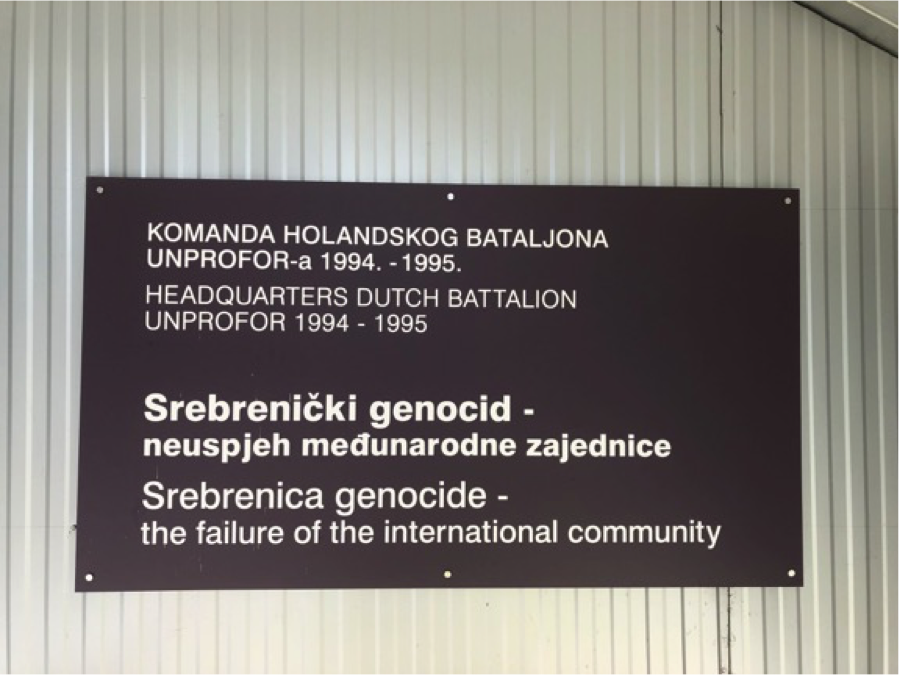 KOMANDA HOLANDSKOG BATALJONA
UNPROFOR-a 1994. - 1995.
HEADQUARTERS DUTCH BATTALION
UNPROFOR 1994 - 1995
Srebrenički genocid -
neuspjeh međunarodne zajednice
Srebrenica genocide -
the failure of the international community